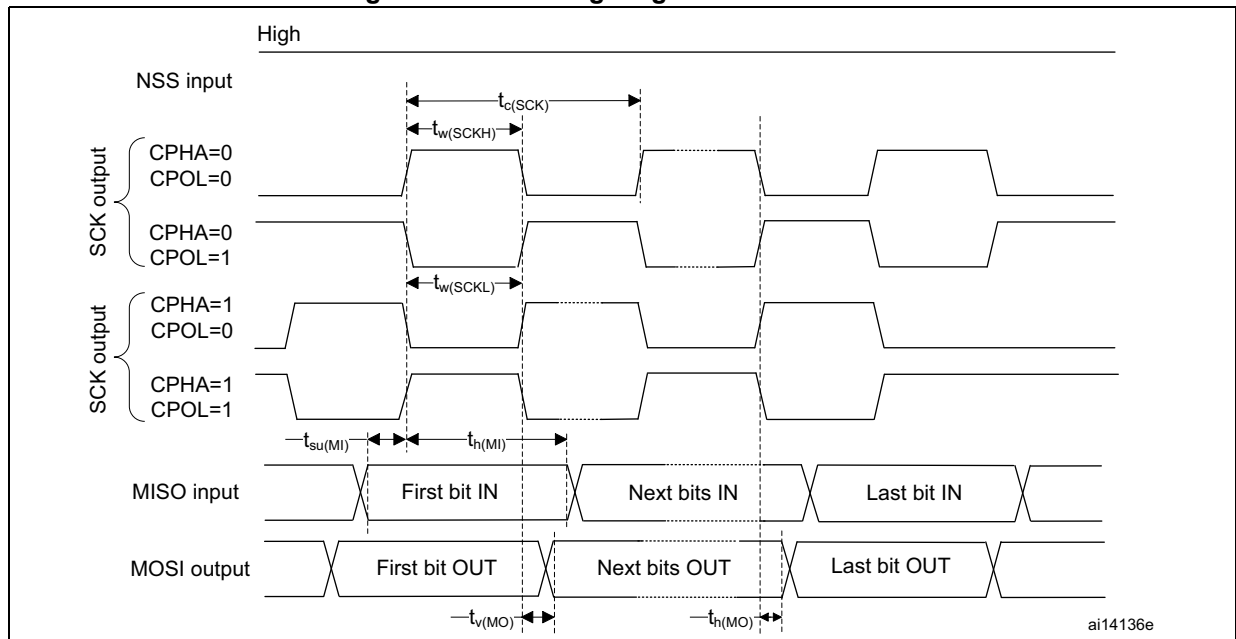 High
NSS input
tc(SCK)
tw(SCKH)
SCK output
CPHA=0
CPOL=0
CPHA=0
CPOL=1
tw(SCKL)
SCK output
CPHA=1
CPOL=0
CPHA=1
CPOL=1
tsu(MI)
th(MI)
MISO input
First bit IN
Next bits IN
Last bit IN
MOSI output
First bit OUT
Next bits OUT
Last bit OUT
tv(MO)
th(MO)
ai14136e